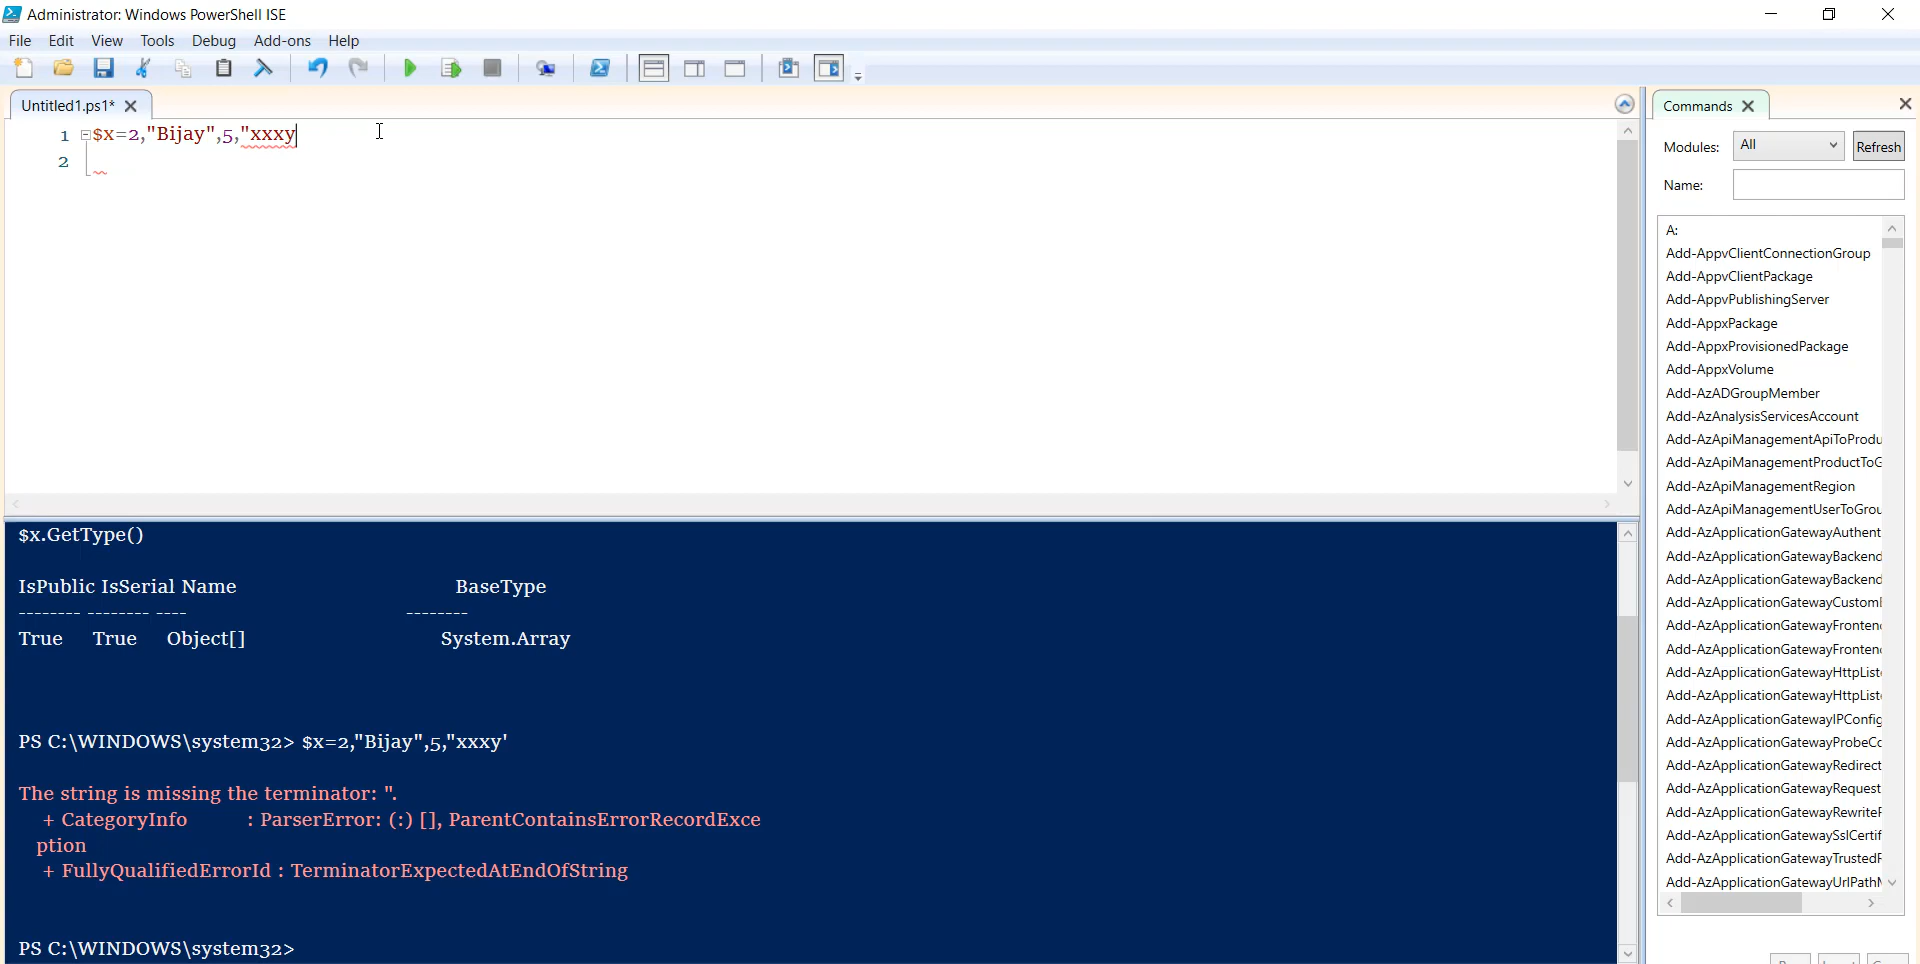 Administrator: Windows PowerShell ISE
File Edit View Tools Debug Add-ons Help
Untitled1.ps1*
1 $x=2,"Bijay",5,"xxxy
2
$x.GetType()
IsPublic IsSerial Name                                     BaseType
-------- -------- ----                                     --------
True     True     Object[]                                 System.Array
PS C:\WINDOWS\system32> $x=2,"Bijay",5,"xxxy'
The string is missing the terminator: ".
+ CategoryInfo          : ParserError: (:) [], ParentContainsErrorRecordExce
ption
+ FullyQualifiedErrorId : TerminatorExpectedAtEndOfString
PS C:\WINDOWS\system32>
Commands
Modules: All Refresh
Name:
A:
Add-AppvClientConnectionGroup
Add-AppvClientPackage
Add-AppvPublishingServer
Add-AppxPackage
Add-AppxProvisionedPackage
Add-AppxVolume
Add-AzADGroupMember
Add-AzAnalysisServicesAccount
Add-AzApiManagementApiToProdu
Add-AzApiManagementProductToG
Add-AzApiManagementRegion
Add-AzApiManagementUserToGrou
Add-AzApplicationGatewayAuthent
Add-AzApplicationGatewayBackend
Add-AzApplicationGatewayBackend
Add-AzApplicationGatewayCustom
Add-AzApplicationGatewayFronten
Add-AzApplicationGatewayFronten
Add-AzApplicationGatewayHttpList
Add-AzApplicationGatewayHttpList
Add-AzApplicationGatewayIPConfig
Add-AzApplicationGatewayProbeCo
Add-AzApplicationGatewayRedirect
Add-AzApplicationGatewayRequest
Add-AzApplicationGatewayRewriteR
Add-AzApplicationGatewaySslCertif
Add-AzApplicationGatewayTrustedR
Add-AzApplicationGatewayUrlPathM